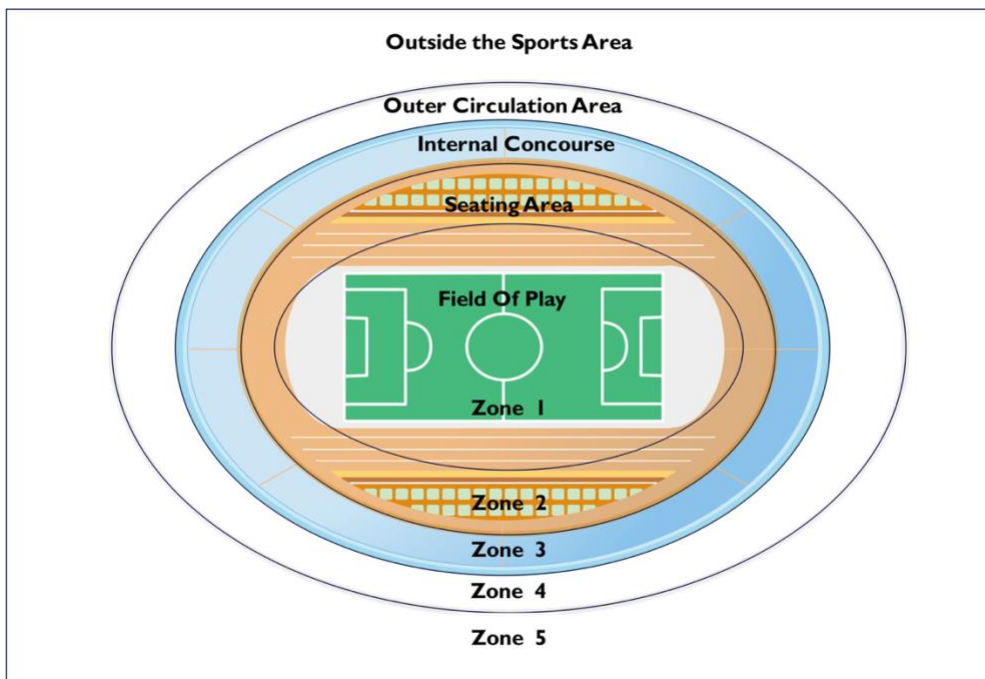 Outside the Sports Area
Outer Circulation Area
Internal Concourse
Seating Area
Field Of Play
Zone 1
Zone 2
Zone 3
Zone 4
Zone 5